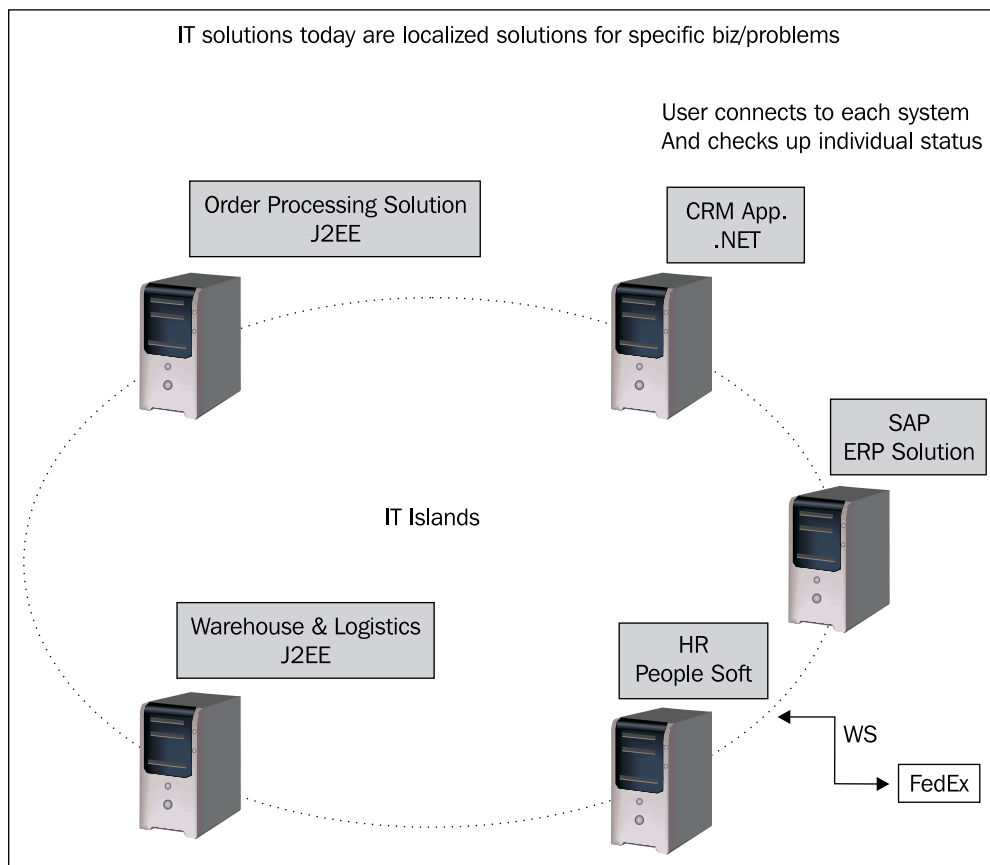 IT solutions today are localized solutions for specific biz/problems
User connects to each system
And checks up individual status
Order Processing Solution
J2EE
CRM App.
.NET
SAP
ERP Solution
IT Islands
Warehouse & Logistics
J2EE
HR
People Soft
WS
FedEx